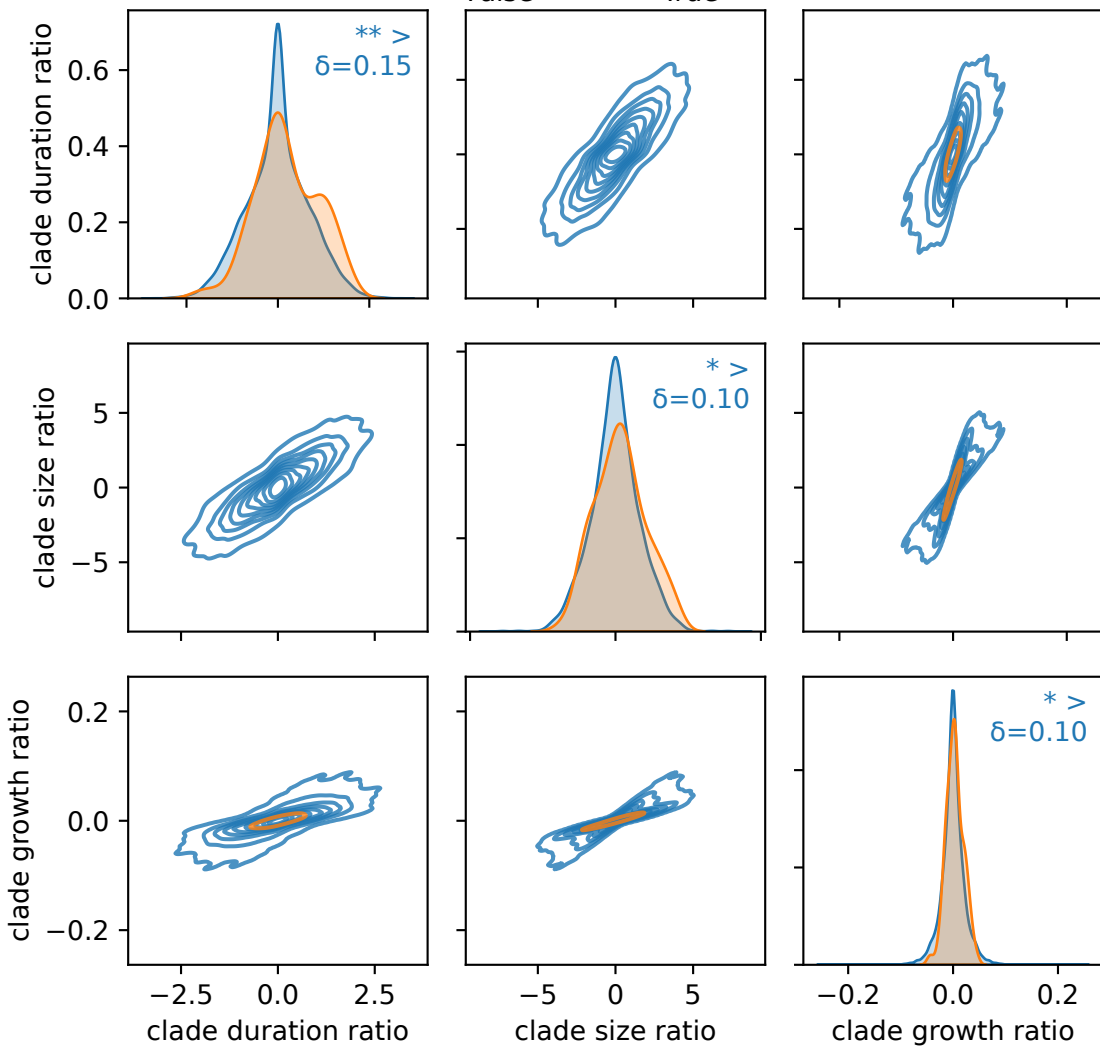 ** >
δ=0.15
clade duration ratio
0.6
0.4
0.2
0.0
* >
δ=0.10
clade size ratio
5
0
−5
* >
δ=0.10
clade growth ratio
0.2
0.0
−0.2
−2.5 0.0 2.5 −5 0 5 −0.2 0.0 0.2
clade duration ratio clade size ratio clade growth ratio